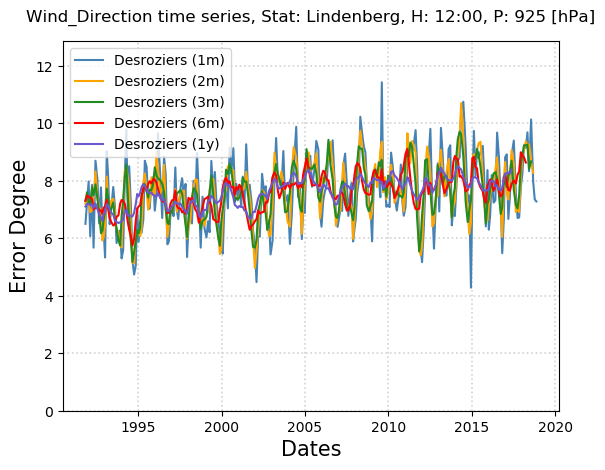 Wind_Direction time series, Stat: Lindenberg, H: 12:00, P: 925 [hPa]
Desroziers (1m)
Desroziers (2m)
Desroziers (3m)
Desroziers (6m)
Desroziers (1y)
Error Degree
12
10
8
6
4
2
0
1995
2000
2005
2010
2015
2020
Dates